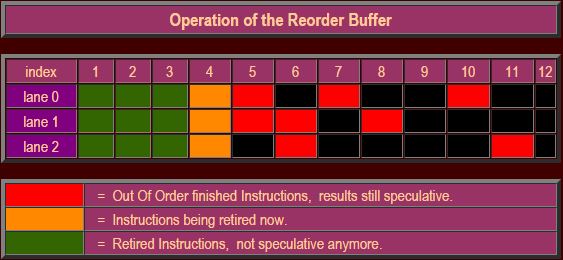 Operation of the Reorder Buffer
index 1 2 3 4 5 6 7 8 9 10 11 12
lane 0
lane 1
lane 2
= Out Of Order finished Instructions, results still speculative.
= Instructions being retired now.
= Retired Instructions, not speculative anymore.